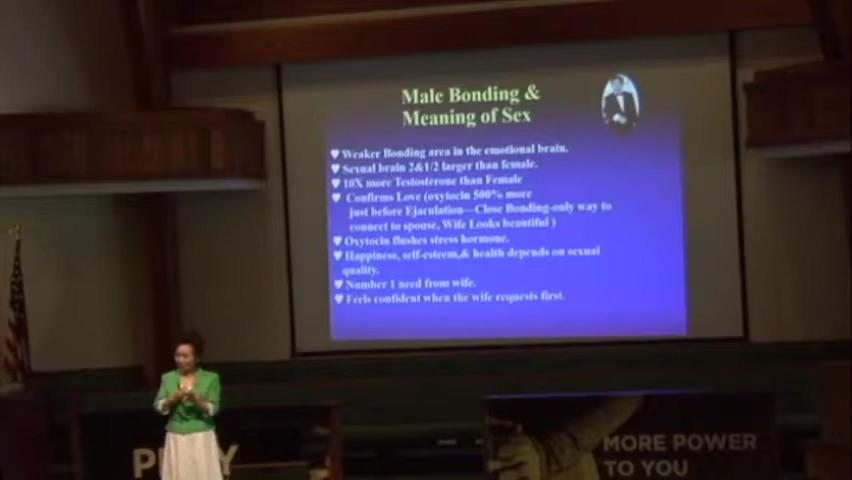 Male Bonding &
Meaning of Sex
Weaker Bonding area in the emotional brain.
Sexual brain 2&1/2 larger than female.
10X more Testosterone than Female
Confirms Love (oxytocin 500% more
just before Ejaculation—Close Bonding-only way to
connect to spouse, Wife Looks beautiful )
Oxytocin flushes stress hormone.
Happiness, self-esteem,& health depends on sexual
quality.
Number 1 need from wife.
Feels confident when the wife requests first.
MORE POWER
TO YOU